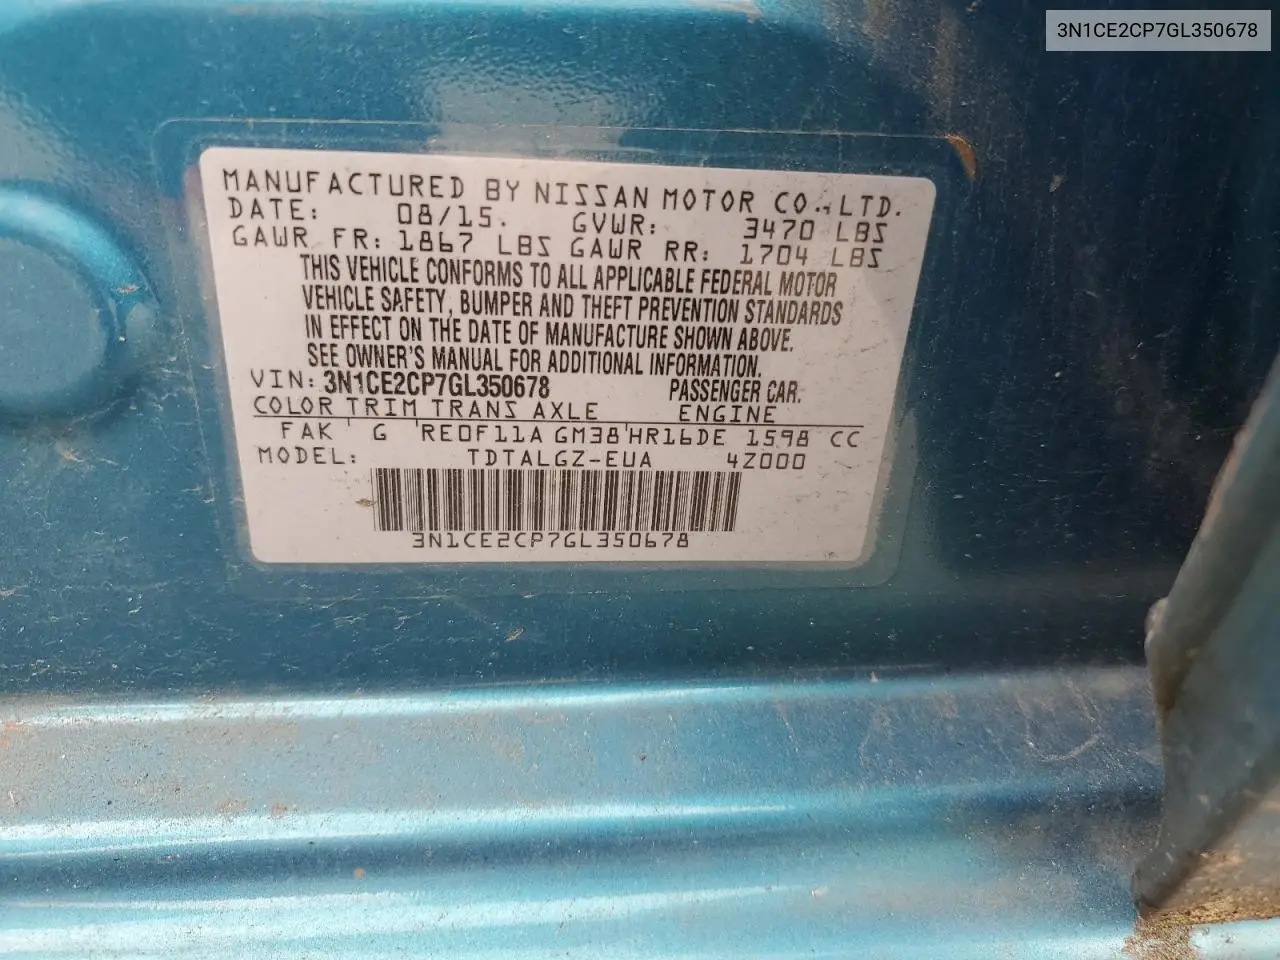 3N1CE2CP7GL350678
MANUFACTURED BY NISSAN MOTOR CO., LTD.
DATE: 08/15. GVWR: 3470 LBS
GAWR FR: 1867 LBS GAWR RR: 1704 LBS
THIS VEHICLE CONFORMS TO ALL APPLICABLE FEDERAL MOTOR
VEHICLE SAFETY, BUMPER AND THEFT PREVENTION STANDARDS
IN EFFECT ON THE DATE OF MANUFACTURE SHOWN ABOVE.
SEE OWNER'S MANUAL FOR ADDITIONAL INFORMATION.
VIN: 3N1CE2CP7GL350678 PASSENGER CAR.
COLOR TRIM TRANS AXLE ENGINE
FAK G RE0F11A GM38 HR16DE 1598 CC
MODEL: TDTALGZ-EUA 4Z000
3N1CE2CP7GL350678